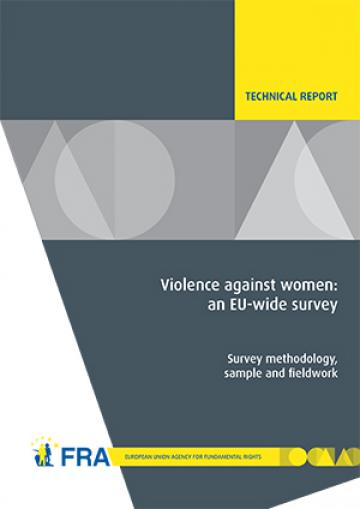 TECHNICAL REPORT
Violence against women:
an EU-wide survey
Survey methodology,
sample and fieldwork
FRA
EUROPEAN UNION AGENCY FOR FUNDAMENTAL RIGHTS